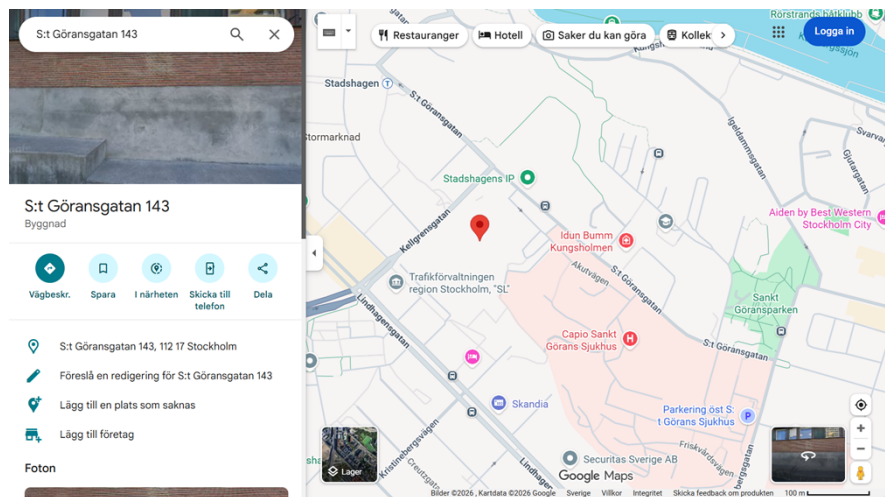 S:t Göransgatan 143
S:t Göransgatan 143
Byggnad
Vägbeskr.
Spara
I närheten
Skicka till
telefon
Dela
S:t Göransgatan 143, 112 17 Stockholm
Föreslå en redigering för S:t Göransgatan 143
Lägg till en plats som saknas
Lägg till företag
Foton
Restauranger
Hotell
Saker du kan göra
Kollek
Logga in
Rörstrands båtklubb
Stadshagen
S:t Göransgatan
Stormarknad
Igeldammsgatan
Gjutargatan
Stadshagens IP
Aiden by Best Western
Stockholm City
Idun Bumm
Kungsholmen
Kellgrensgatan
Akutvägen
S:t Göransgatan
Trafikförvaltningen
region Stockholm, "SL"
Lindhagensgatan
Sankt
Göransparken
Capio Sankt
Görans Sjukhus
S:t Göransgatan
Skandia
Parkering öst S:
t Görans Sjukhus
Kristinebergsvägen
Friskvårdsvägen
Securitas Sverige AB
Lager
Google Maps
Bilder ©2026 , Kartdata ©2026 Google
Sverige
Villkor
Integritet
Skicka feedback om produkten
100 m